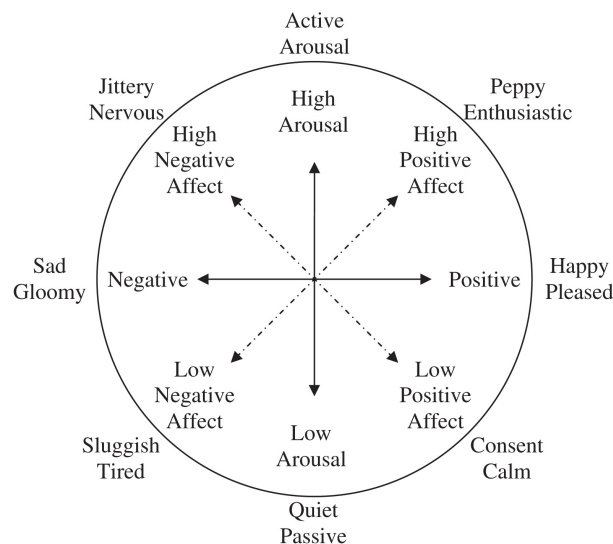 Active
Arousal
Jittery
Nervous
Peppy
Enthusiastic
High
Arousal
High
Negative
Affect
High
Positive
Affect
Sad
Gloomy
Negative
Positive
Happy
Pleased
Low
Negative
Affect
Low
Positive
Affect
Low
Arousal
Sluggish
Tired
Consent
Calm
Quiet
Passive